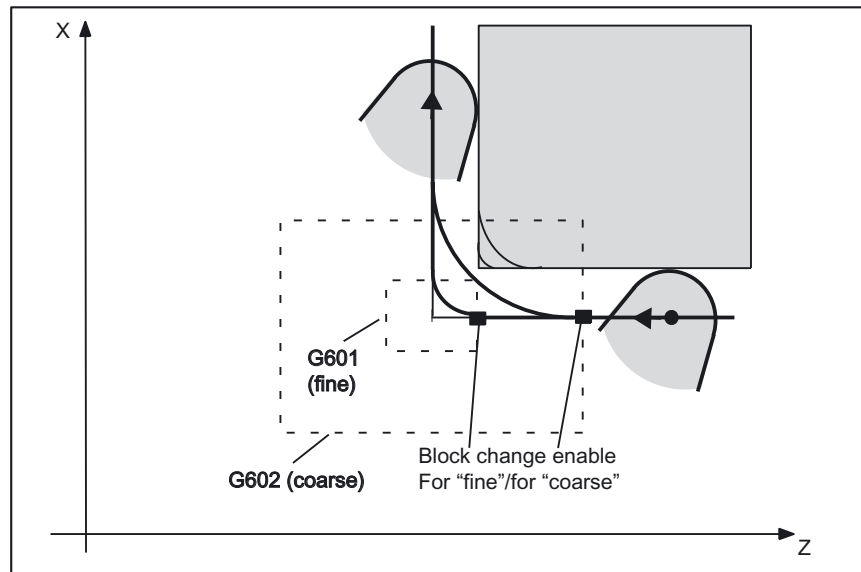 X
G601
(fine)
G602 (coarse)
Block change enable
For “fine”/for “coarse”
Z